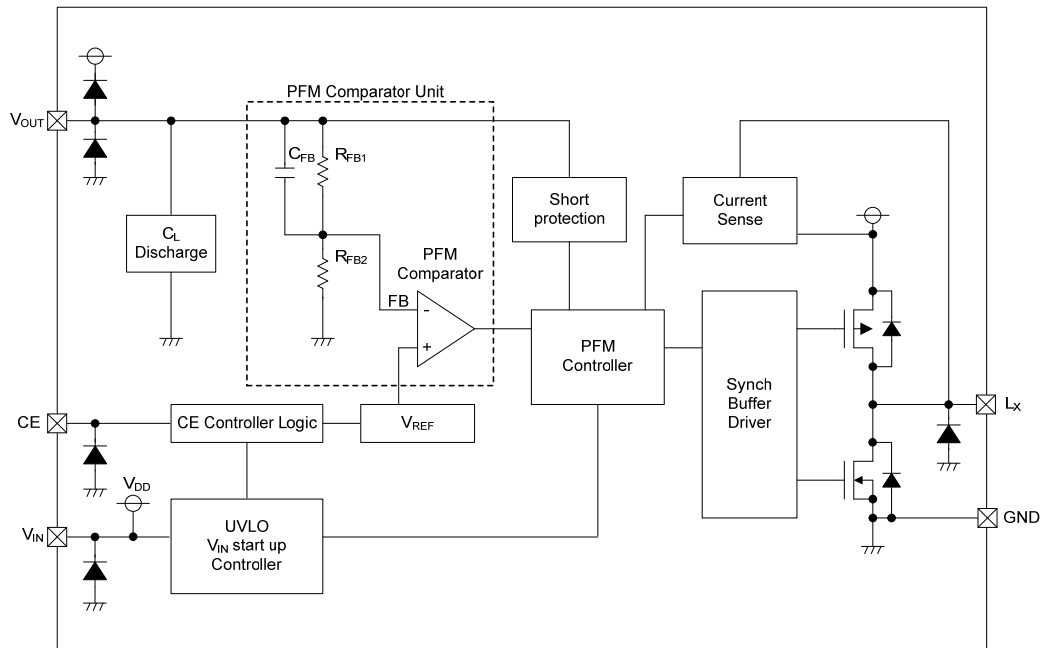 PFM Comparator Unit
VOUT
CFB
RFB1
Short
protection
Current
Sense
CL
Discharge
RFB2
PFM
Comparator
FB
-
+
PFM
Controller
Synch
Buffer
Driver
LX
CE
CE Controller Logic
VREF
VDD
VIN
UVLO
VIN start up
Controller
GND